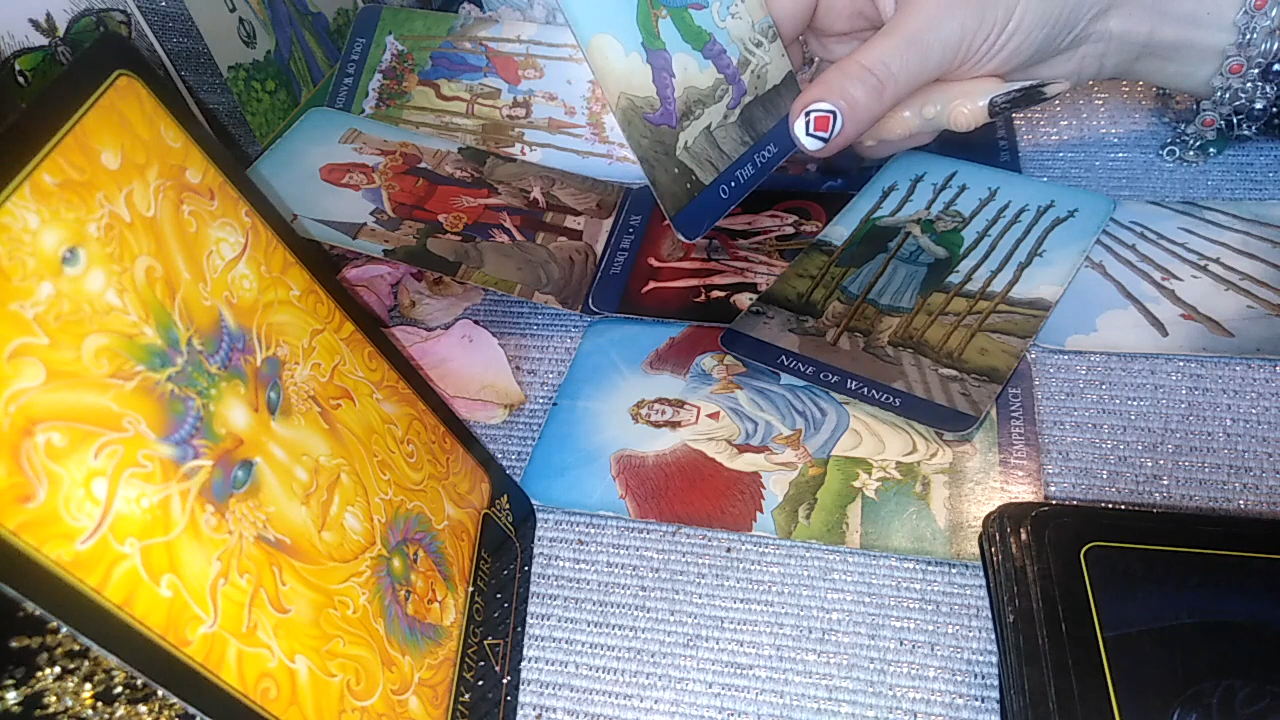 FOUR OF WANDS
0 • THE FOOL
XV • THE DEVIL
NINE OF WANDS
TEMPERANCE
KING OF FIRE